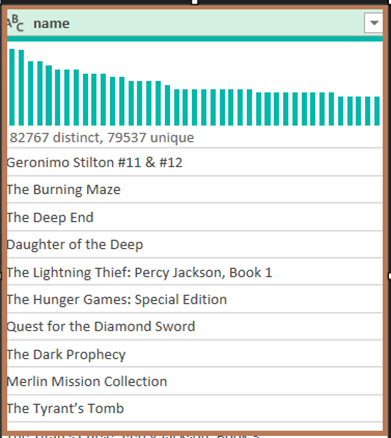 ABC name
82767 distinct, 79537 unique
Geronimo Stilton #11 & #12
The Burning Maze
The Deep End
Daughter of the Deep
The Lightning Thief: Percy Jackson, Book 1
The Hunger Games: Special Edition
Quest for the Diamond Sword
The Dark Prophecy
Merlin Mission Collection
The Tyrant’s Tomb